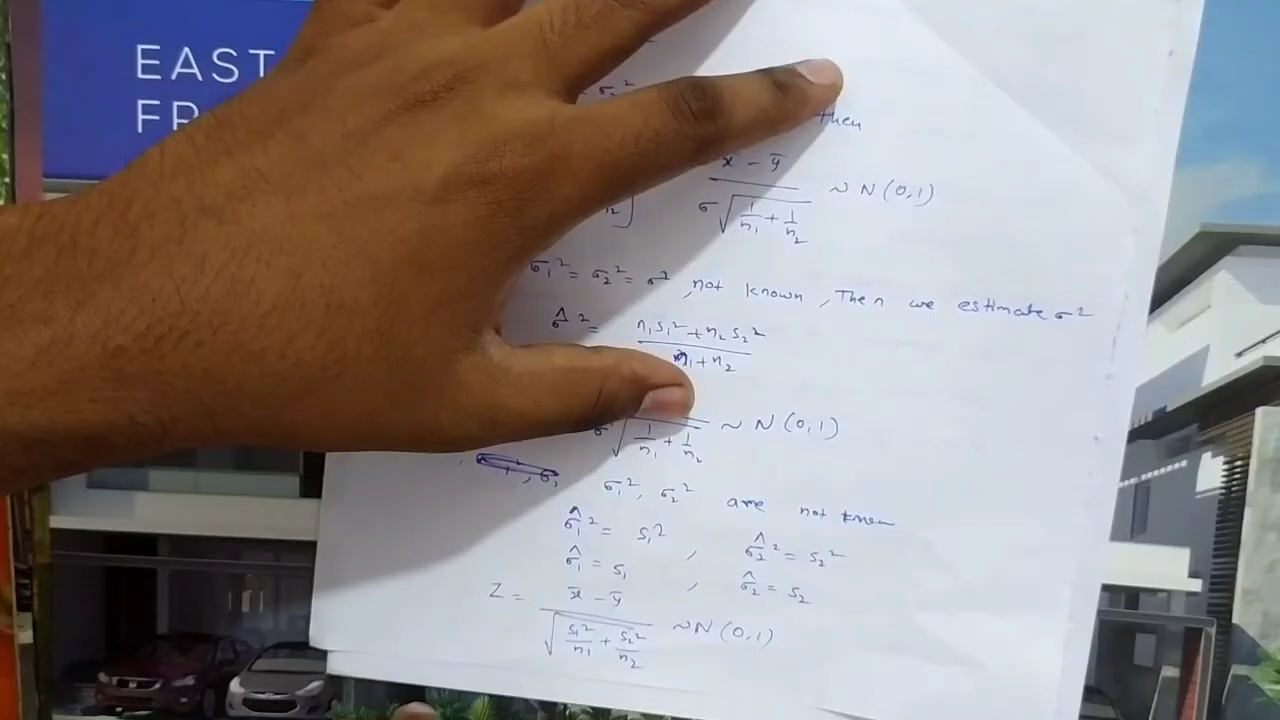 EAST
FR
σ₂²
then
x - ȳ
σ √(1/n₁ + 1/n₂) ~ N(0,1)
σ₁² = σ₂² = σ² , not known , Then we estimate σ²
σ̂² = (n₁s₁² + n₂s₂²) / (n₁ + n₂)
σ̂ √(1/n₁ + 1/n₂) ~ N(0,1)
σ₁², σ₂² are not know
σ̂₁² = s₁² , σ̂₂² = s₂²
σ̂₁ = s₁ , σ̂₂ = s₂
Z = (x̄ - ȳ) / √(s₁²/n₁ + s₂²/n₂) ~ N(0,1)